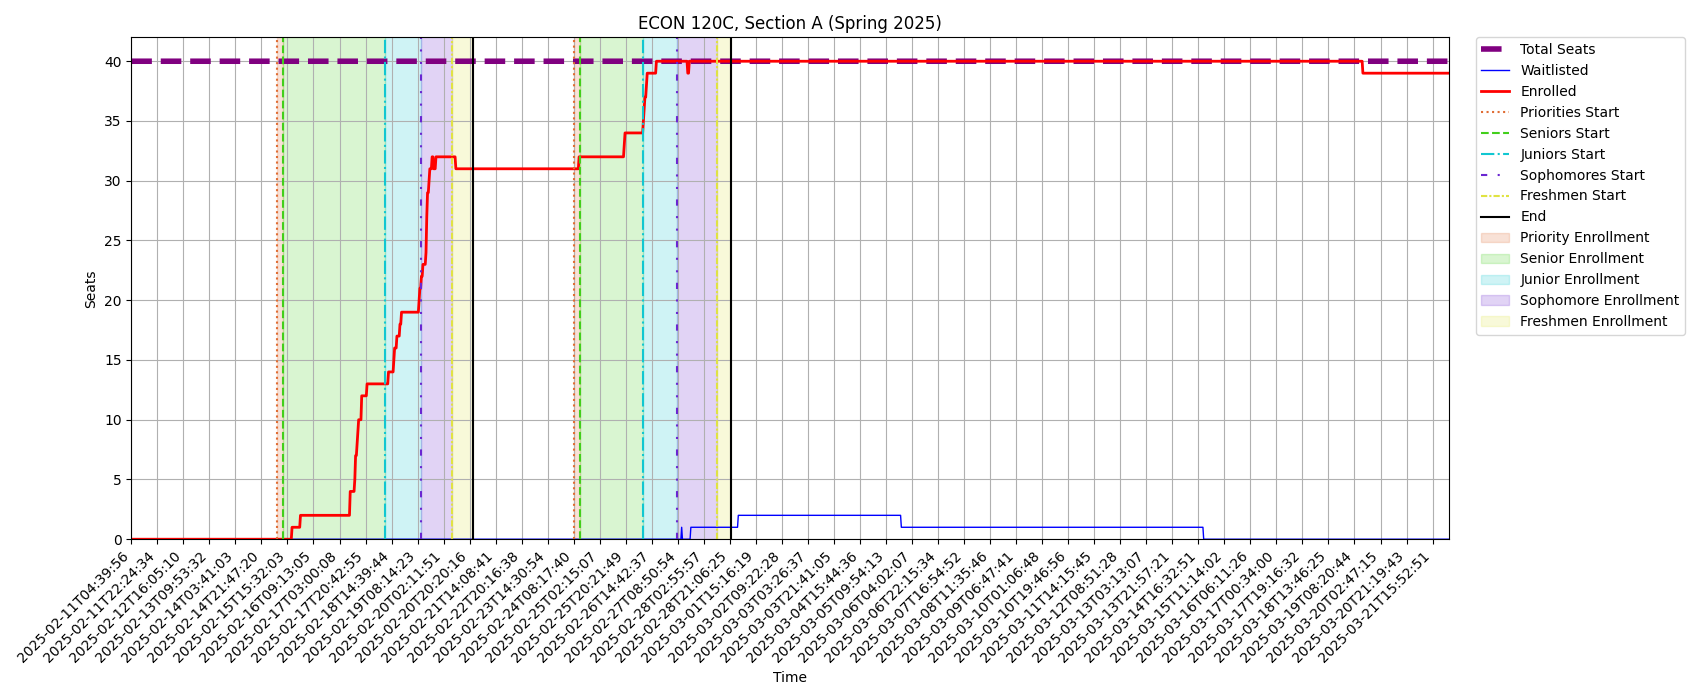 ECON 120C, Section A (Spring 2025)
Seats
40
35
30
25
20
15
10
5
0
2025-02-11T04:39:56
2025-02-11T22:24:34
2025-02-12T16:05:10
2025-02-13T09:53:32
2025-02-14T03:41:03
2025-02-14T21:47:20
2025-02-15T15:32:03
2025-02-16T09:13:05
2025-02-17T03:00:08
2025-02-17T20:42:55
2025-02-18T14:39:44
2025-02-19T08:14:23
2025-02-20T02:11:51
2025-02-20T20:20:16
2025-02-21T14:08:41
2025-02-22T20:16:38
2025-02-23T14:30:54
2025-02-24T08:17:40
2025-02-25T02:15:07
2025-02-25T20:21:49
2025-02-26T14:42:37
2025-02-27T08:50:54
2025-02-28T02:55:57
2025-02-28T21:06:25
2025-03-01T15:16:19
2025-03-02T09:22:28
2025-03-03T03:26:37
2025-03-03T21:41:05
2025-03-04T15:44:36
2025-03-05T09:54:13
2025-03-06T04:02:07
2025-03-06T22:15:34
2025-03-07T16:54:52
2025-03-08T11:35:46
2025-03-09T06:47:41
2025-03-10T01:06:48
2025-03-10T19:46:56
2025-03-11T14:15:45
2025-03-12T08:51:28
2025-03-13T03:13:07
2025-03-13T21:57:21
2025-03-14T16:32:51
2025-03-15T11:14:02
2025-03-16T06:11:26
2025-03-17T00:34:00
2025-03-17T19:16:32
2025-03-18T13:46:25
2025-03-19T08:20:44
2025-03-20T02:47:15
2025-03-20T21:19:43
2025-03-21T15:52:51
Time
Total Seats
Waitlisted
Enrolled
Priorities Start
Seniors Start
Juniors Start
Sophomores Start
Freshmen Start
End
Priority Enrollment
Senior Enrollment
Junior Enrollment
Sophomore Enrollment
Freshmen Enrollment